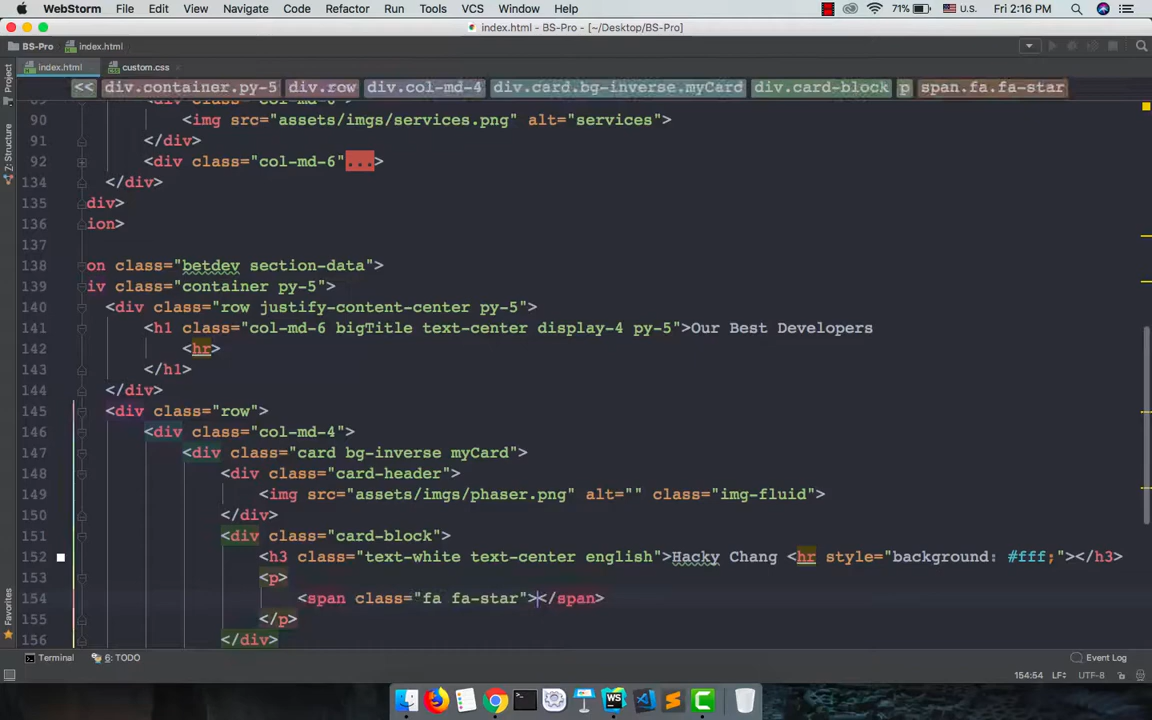 WebStorm File Edit View Navigate Code Refactor Run Tools VCS Window Help 71% U.S. Fri 2:16 PM
index.html - BS-Pro - [~/Desktop/BS-Pro]
BS-Pro index.html
index.html custom.css
<< div.container.py-5 div.row div.col-md-4 div.card.bg-inverse.myCard div.card-block p span.fa.fa-star
89 <div class="col-md-6">
90 <img src="assets/imgs/services.png" alt="services">
91 </div>
92 <div class="col-md-6"...>
134 </div>
135 div>
136 ion>
137
138 on class="betdev section-data">
139 iv class="container py-5">
140 <div class="row justify-content-center py-5">
141 <h1 class="col-md-6 bigTitle text-center display-4 py-5">Our Best Developers
142 <hr>
143 </h1>
144 </div>
145 <div class="row">
146 <div class="col-md-4">
147 <div class="card bg-inverse myCard">
148 <div class="card-header">
149 <img src="assets/imgs/phaser.png" alt="" class="img-fluid">
150 </div>
151 <div class="card-block">
152 <h3 class="text-white text-center english">Hacky Chang <hr style="background: #fff;"></h3>
153 <p>
154 <span class="fa fa-star"></span>
155 </p>
156 </div>
Project
7: Structure
Favorites
Terminal 6: TODO Event Log
154:54 LF÷ UTF-8÷